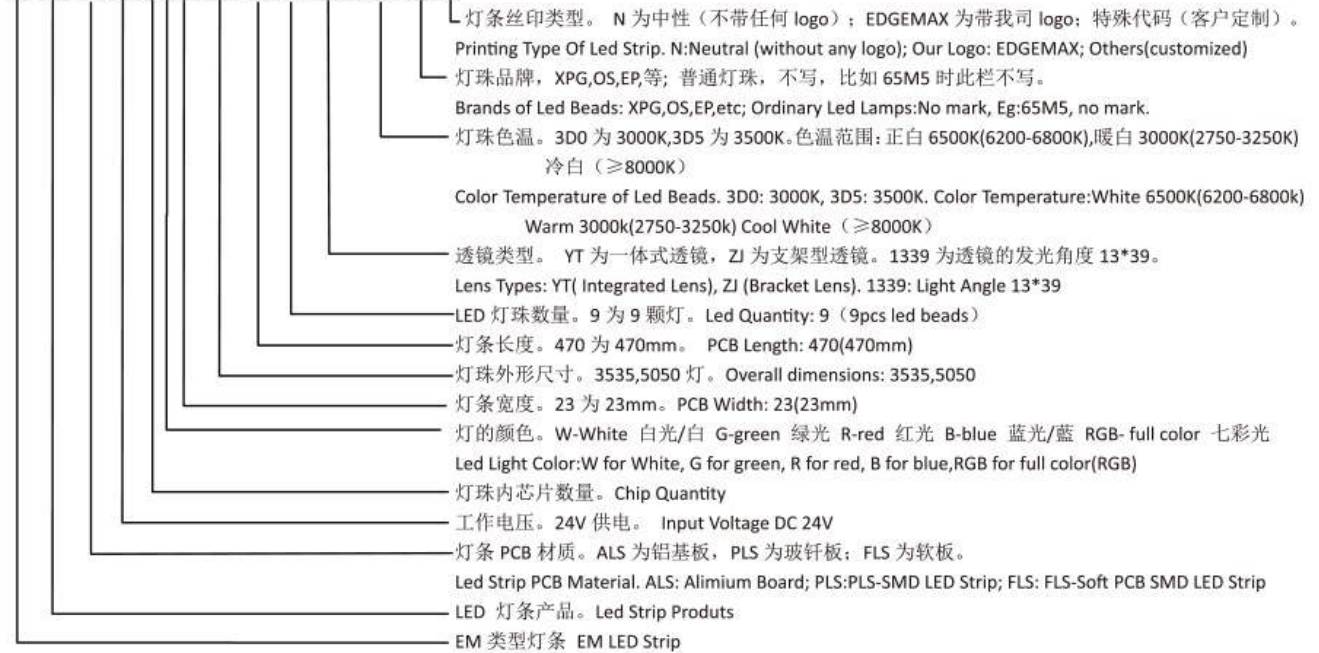 灯条丝印类型。 N 为中性（不带任何 logo）；EDGEMAX 为带我司 logo；特殊代码（客户定制）。
Printing Type Of Led Strip. N:Neutral (without any logo); Our Logo: EDGEMAX; Others(customized)
灯珠品牌，XPG,OS,EP,等; 普通灯珠，不写，比如 65M5 时此栏不写。
Brands of Led Beads: XPG,OS,EP,etc; Ordinary Led Lamps:No mark, Eg:65M5, no mark.
灯珠色温。3D0 为 3000K,3D5 为 3500K。色温范围：正白 6500K(6200-6800K),暖白 3000K(2750-3250K)
冷白（≥8000K）
Color Temperature of Led Beads. 3D0: 3000K, 3D5: 3500K. Color Temperature:White 6500K(6200-6800k)
Warm 3000k(2750-3250k) Cool White（≥8000K）
透镜类型。 YT 为一体式透镜，ZJ 为支架型透镜。1339 为透镜的发光角度 13*39。
Lens Types: YT( Integrated Lens), ZJ (Bracket Lens). 1339: Light Angle 13*39
LED 灯珠数量。9 为 9 颗灯。Led Quantity: 9（9pcs led beads）
灯条长度。470 为 470mm。 PCB Length: 470(470mm)
灯珠外形尺寸。3535,5050 灯。Overall dimensions: 3535,5050
灯条宽度。23 为 23mm。PCB Width: 23(23mm)
灯的颜色。W-White 白光/白 G-green 绿光 R-red 红光 B-blue 蓝光/藍 RGB- full color 七彩光
Led Light Color:W for White, G for green, R for red, B for blue,RGB for full color(RGB)
灯珠内芯片数量。Chip Quantity
工作电压。24V 供电。 Input Voltage DC 24V
灯条 PCB 材质。ALS 为铝基板，PLS 为玻钎板；FLS 为软板。
Led Strip PCB Material. ALS: Alimium Board; PLS:PLS-SMD LED Strip; FLS: FLS-Soft PCB SMD LED Strip
LED 灯条产品。Led Strip Produts
EM 类型灯条 EM LED Strip